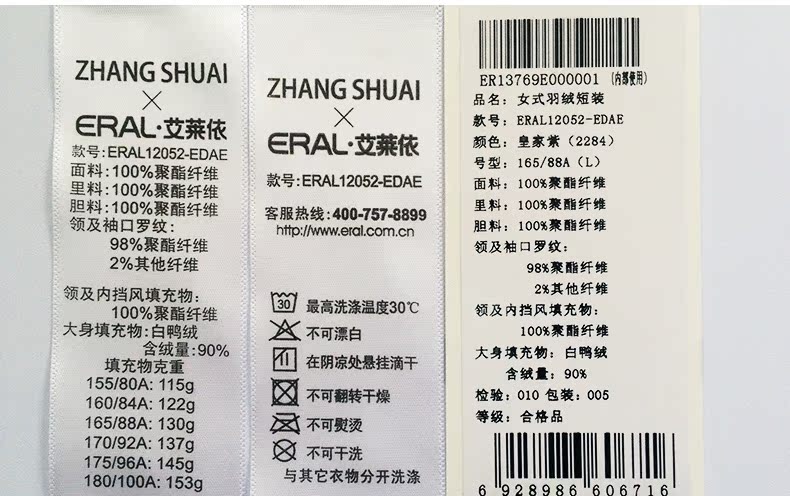 ZHANG SHUAI
×
ERAL·艾莱依
款号:ERAL12052-EDAE
面料:100%聚酯纤维
里料:100%聚酯纤维
胆料:100%聚酯纤维
领及袖口罗纹:
98%聚酯纤维
2%其他纤维
领及内挡风填充物:
100%聚酯纤维
大身填充物:白鸭绒
含绒量:90%
填充物克重
155/80A: 115g
160/84A: 122g
165/88A: 130g
170/92A: 137g
175/96A: 145g
180/100A: 153g
ZHANG SHUAI
×
ERAL·艾莱依
款号:ERAL12052-EDAE
客服热线:400-757-8899
http://www.eral.com.cn
30 最高洗涤温度30℃
不可漂白
在阴凉处悬挂滴干
不可翻转干燥
不可熨烫
不可干洗
与其它衣物分开洗涤
ER13769E000001 (内部使用)
品名: 女式羽绒短装
款号: ERAL12052-EDAE
颜色: 皇家紫 (2284)
号型: 165/88A (L)
面料: 100%聚酯纤维
里料: 100%聚酯纤维
胆料: 100%聚酯纤维
领及袖口罗纹:
98%聚酯纤维
2%其他纤维
领及内挡风填充物:
100%聚酯纤维
大身填充物: 白鸭绒
含绒量: 90%
检验: 010 包装: 005
等级: 合格品
6 928986 606716